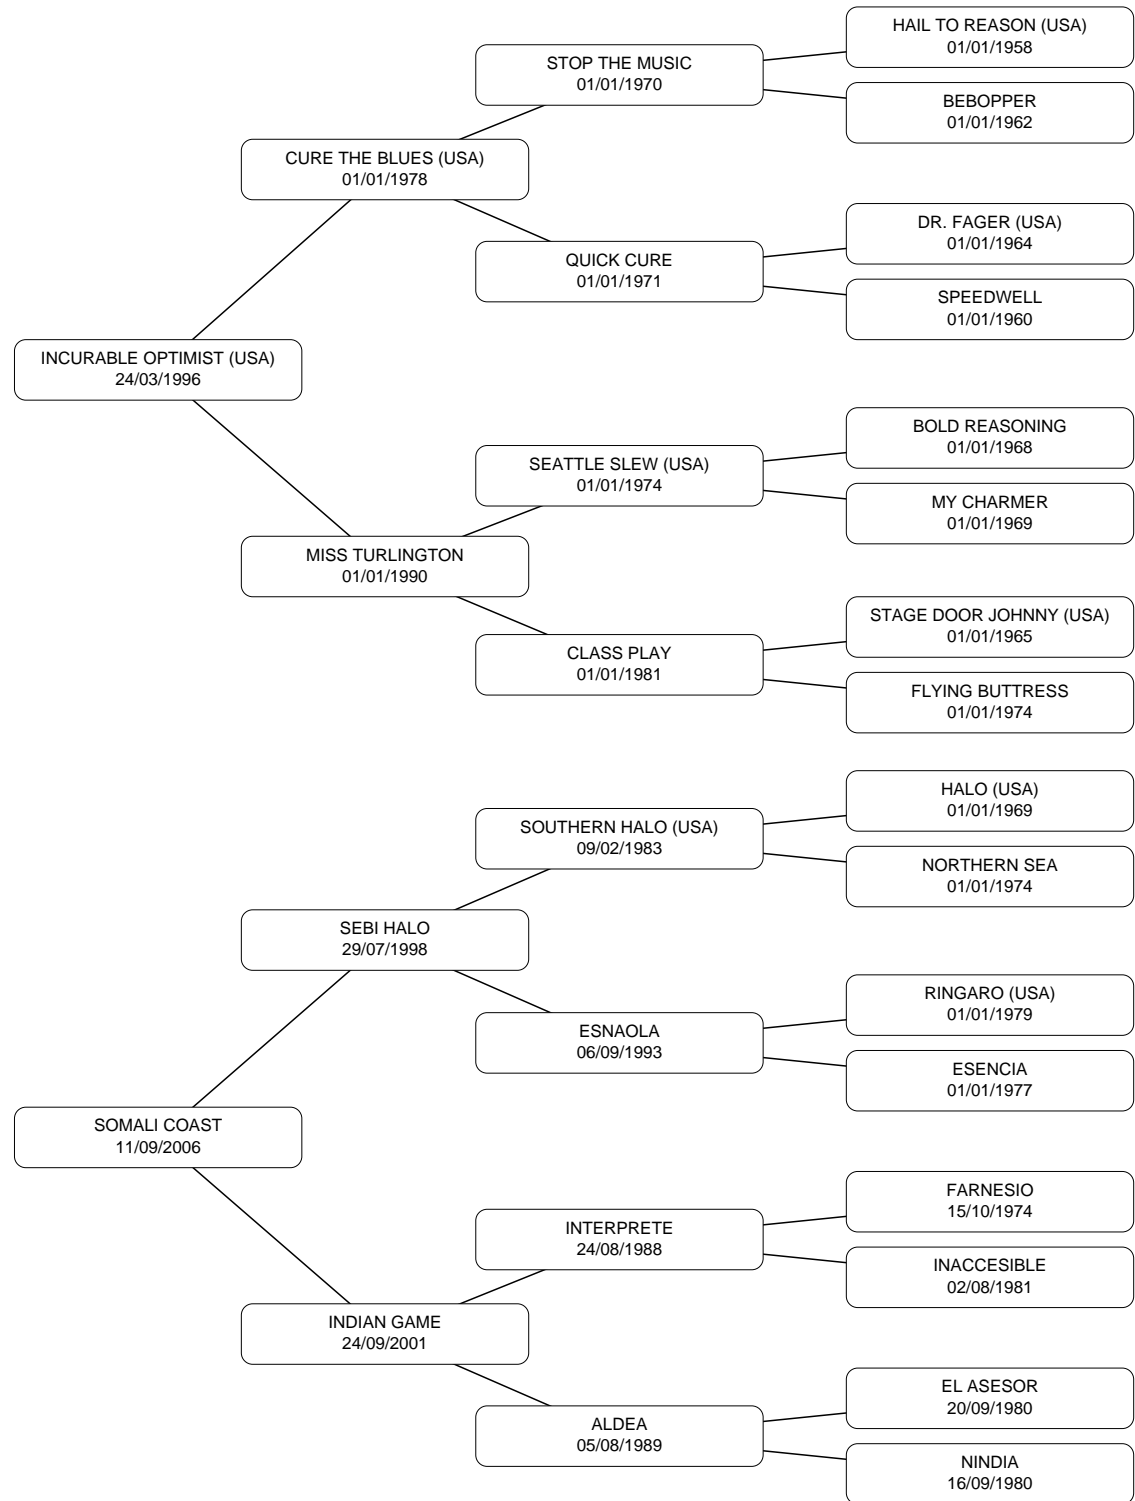 HAIL TO REASON (USA)
01/01/1958
STOP THE MUSIC
01/01/1970
BEBOPPER
01/01/1962
CURE THE BLUES (USA)
01/01/1978
DR. FAGER (USA)
01/01/1964
QUICK CURE
01/01/1971
SPEEDWELL
01/01/1960
INCURABLE OPTIMIST (USA)
24/03/1996
BOLD REASONING
01/01/1968
SEATTLE SLEW (USA)
01/01/1974
MY CHARMER
01/01/1969
MISS TURLINGTON
01/01/1990
STAGE DOOR JOHNNY (USA)
01/01/1965
CLASS PLAY
01/01/1981
FLYING BUTTRESS
01/01/1974
HALO (USA)
01/01/1969
SOUTHERN HALO (USA)
09/02/1983
NORTHERN SEA
01/01/1974
SEBI HALO
29/07/1998
RINGARO (USA)
01/01/1979
ESNAOLA
06/09/1993
ESENCIA
01/01/1977
SOMALI COAST
11/09/2006
FARNESIO
15/10/1974
INTERPRETE
24/08/1988
INACCESIBLE
02/08/1981
INDIAN GAME
24/09/2001
EL ASESOR
20/09/1980
ALDEA
05/08/1989
NINDIA
16/09/1980